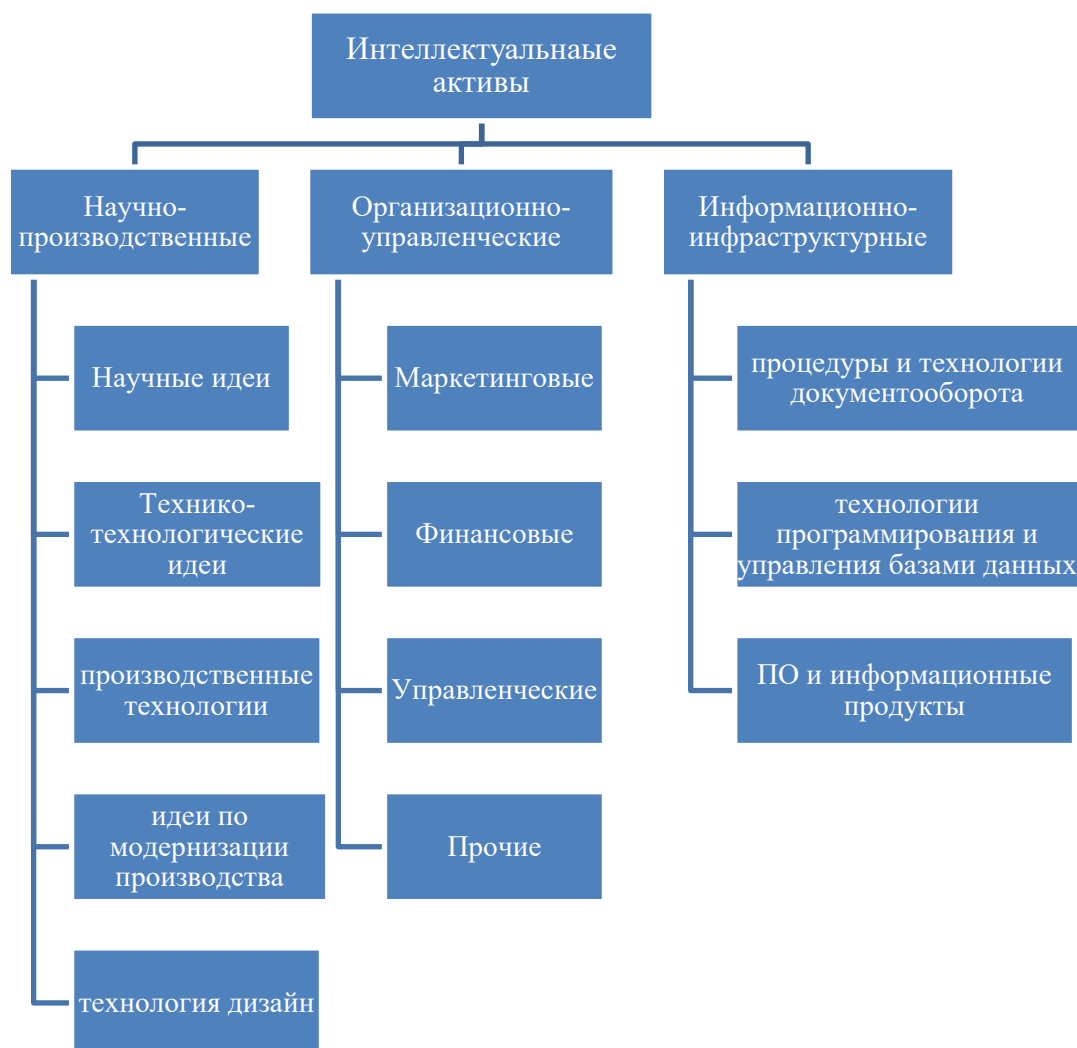 Интеллектуальнаые
активы
Научно-
производственные
Организационно-
управленческие
Информационно-
инфраструктурные
Научные идеи
Технико-
технологические
идеи
производственные
технологии
идеи по
модернизации
производства
технология дизайн
Маркетинговые
Финансовые
Управленческие
Прочие
процедуры и технологии
документооборота
технологии
программирования и
управления базами данных
ПО и информационные
продукты